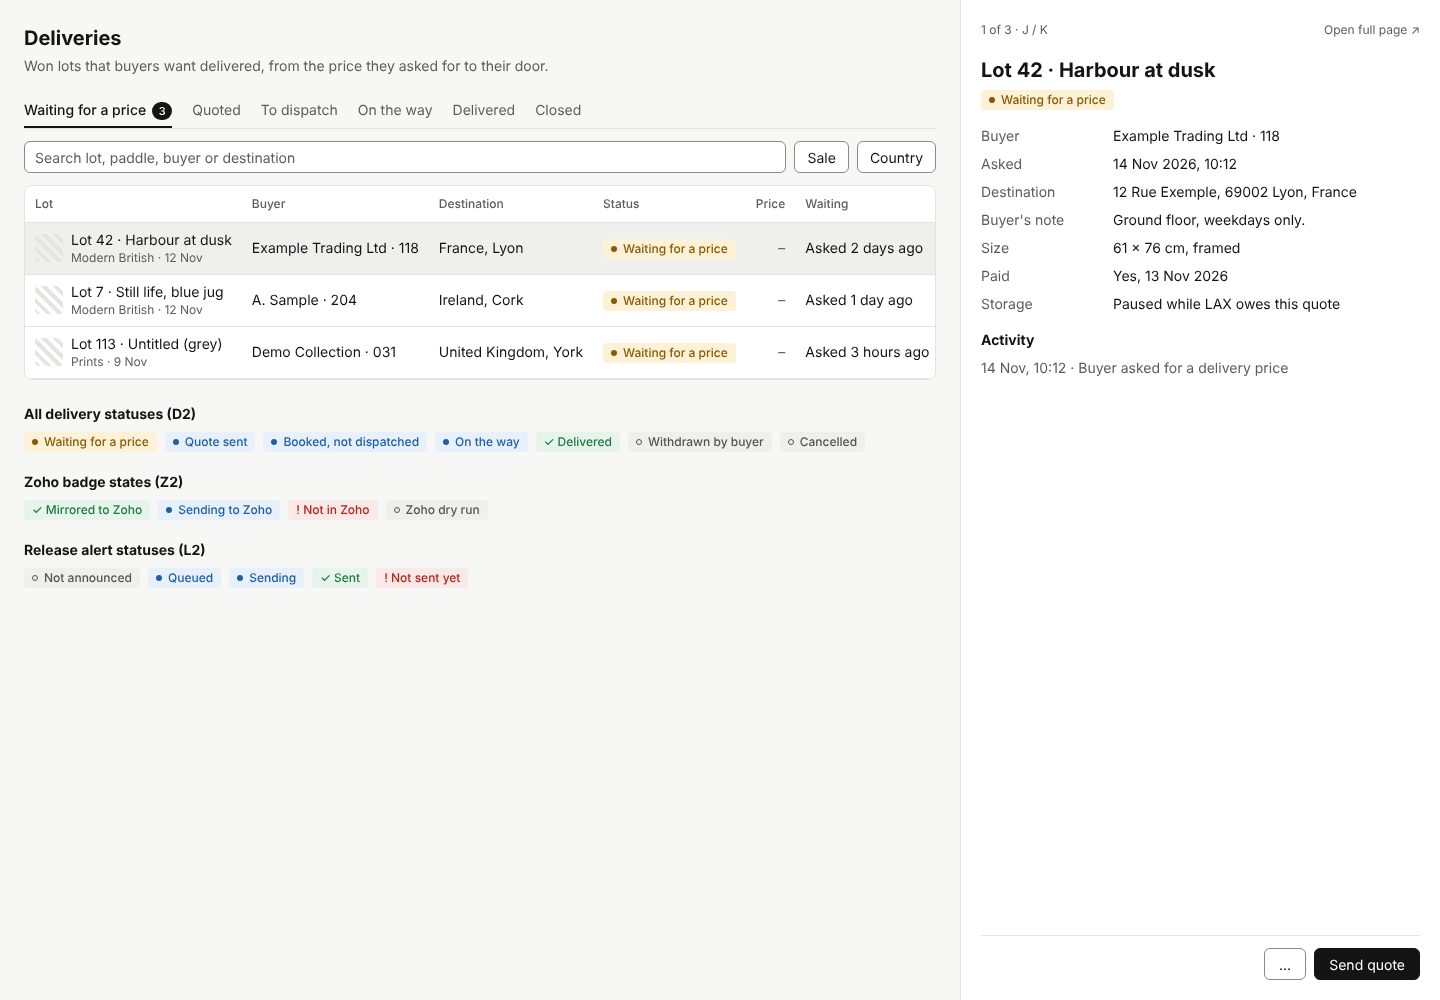 Deliveries
Won lots that buyers want delivered, from the price they asked for to their door.
Waiting for a price 3 Quoted To dispatch On the way Delivered Closed
Search lot, paddle, buyer or destination Sale Country
Lot Buyer Destination Status Price Waiting
Lot 42 · Harbour at dusk
Modern British · 12 Nov
Example Trading Ltd · 118 France, Lyon Waiting for a price – Asked 2 days ago
Lot 7 · Still life, blue jug
Modern British · 12 Nov
A. Sample · 204 Ireland, Cork Waiting for a price – Asked 1 day ago
Lot 113 · Untitled (grey)
Prints · 9 Nov
Demo Collection · 031 United Kingdom, York Waiting for a price – Asked 3 hours ago
All delivery statuses (D2)
Waiting for a price Quote sent Booked, not dispatched On the way ✓ Delivered Withdrawn by buyer Cancelled
Zoho badge states (Z2)
✓ Mirrored to Zoho Sending to Zoho ! Not in Zoho Zoho dry run
Release alert statuses (L2)
Not announced Queued Sending ✓ Sent ! Not sent yet
1 of 3 · J / K Open full page ↗
Lot 42 · Harbour at dusk
Waiting for a price
Buyer Example Trading Ltd · 118
Asked 14 Nov 2026, 10:12
Destination 12 Rue Exemple, 69002 Lyon, France
Buyer's note Ground floor, weekdays only.
Size 61 × 76 cm, framed
Paid Yes, 13 Nov 2026
Storage Paused while LAX owes this quote
Activity
14 Nov, 10:12 · Buyer asked for a delivery price
... Send quote